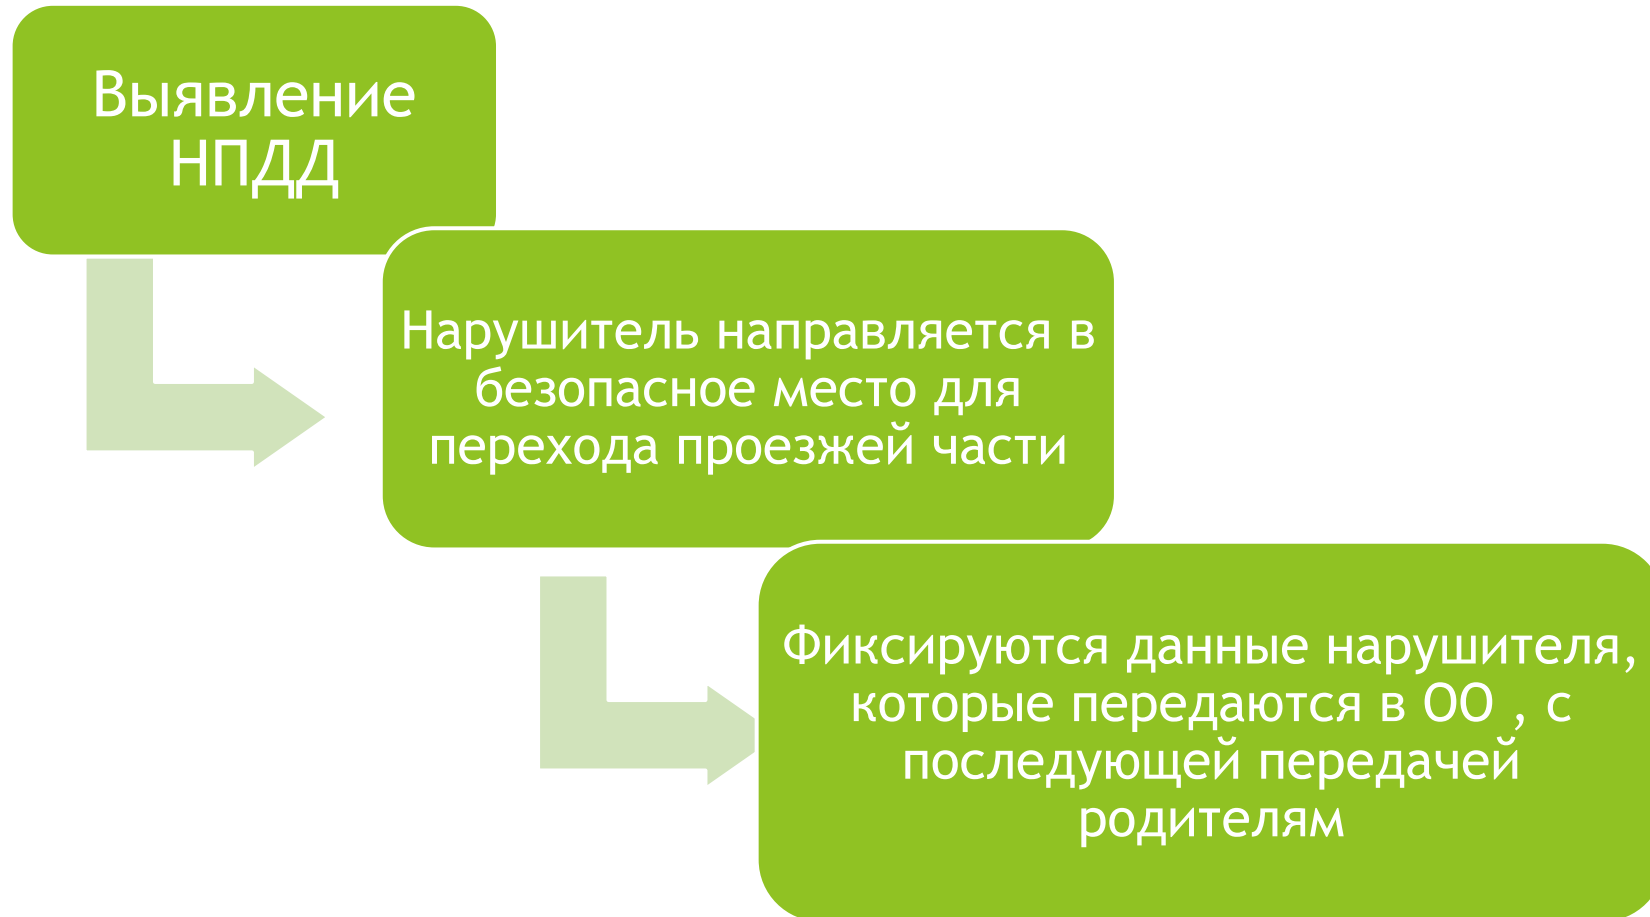 Выявление
НПДД
Нарушитель направляется в
безопасное место для
перехода проезжей части
Фиксируются данные нарушителя,
которые передаются в ОО , с
последующей передачей
родителям